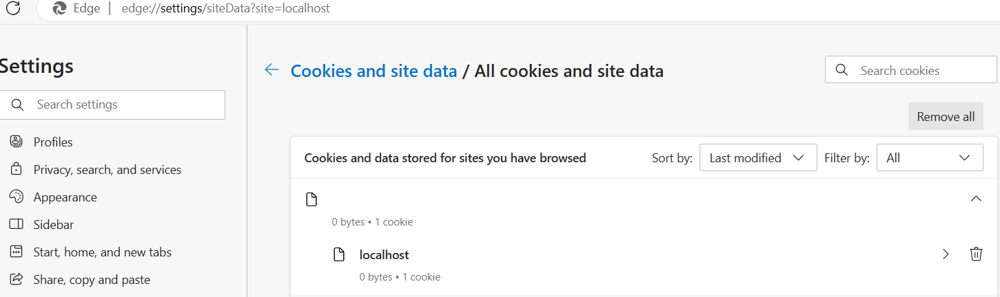 Edge | edge://settings/siteData?site=localhost
Settings
Search settings
Profiles
Privacy, search, and services
Appearance
Sidebar
Start, home, and new tabs
Share, copy and paste
Cookies and site data / All cookies and site data
Search cookies
Remove all
Cookies and data stored for sites you have browsed
Sort by: Last modified Filter by: All
0 bytes • 1 cookie
localhost
0 bytes • 1 cookie